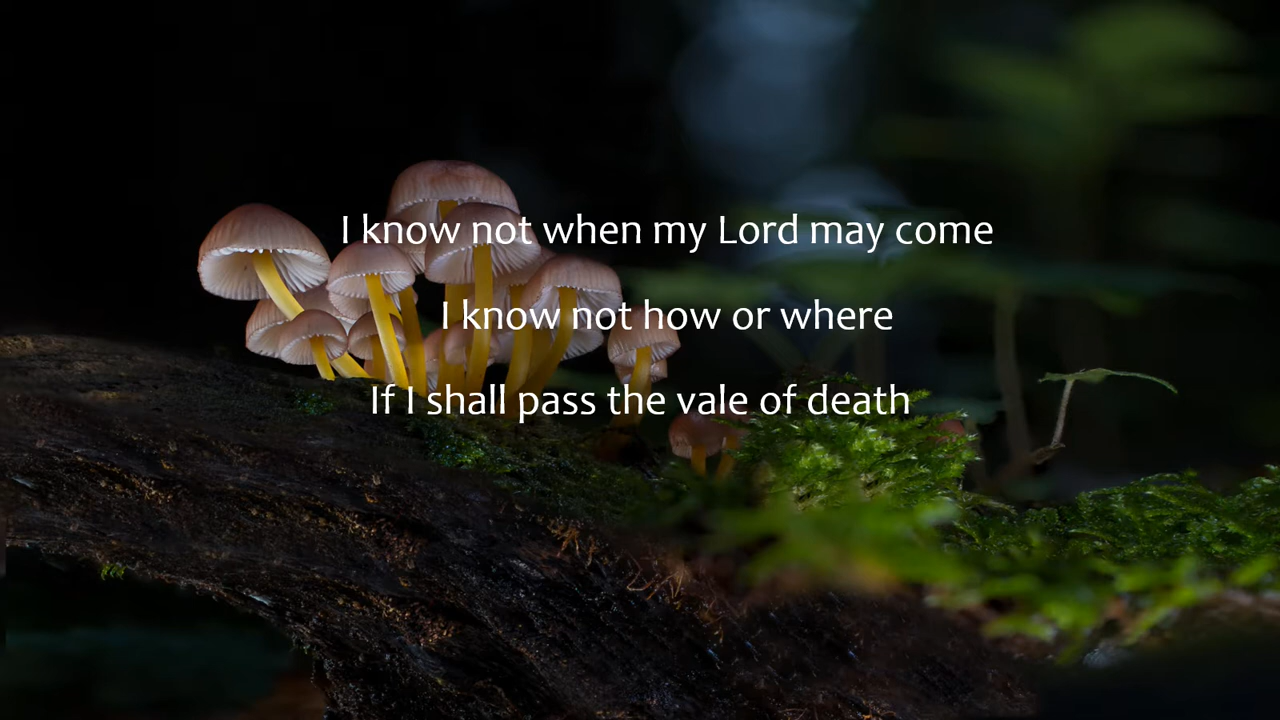 I know not when my Lord may come
I know not how or where
If I shall pass the vale of death